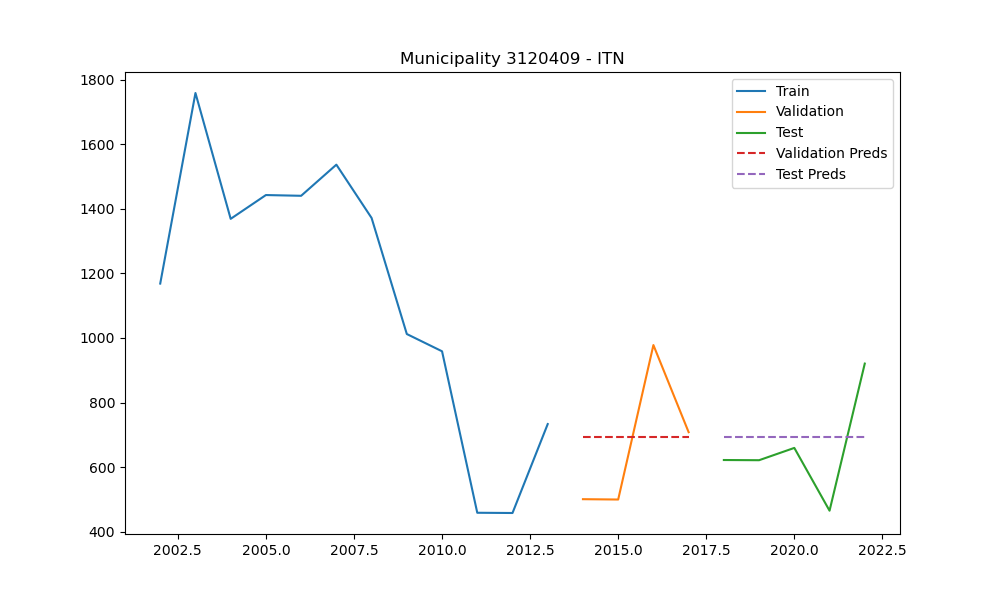 Municipality 3120409 - ITN
1800
1600
1400
1200
1000
800
600
400
2002.5 2005.0 2007.5 2010.0 2012.5 2015.0 2017.5 2020.0 2022.5
Train
Validation
Test
Validation Preds
Test Preds